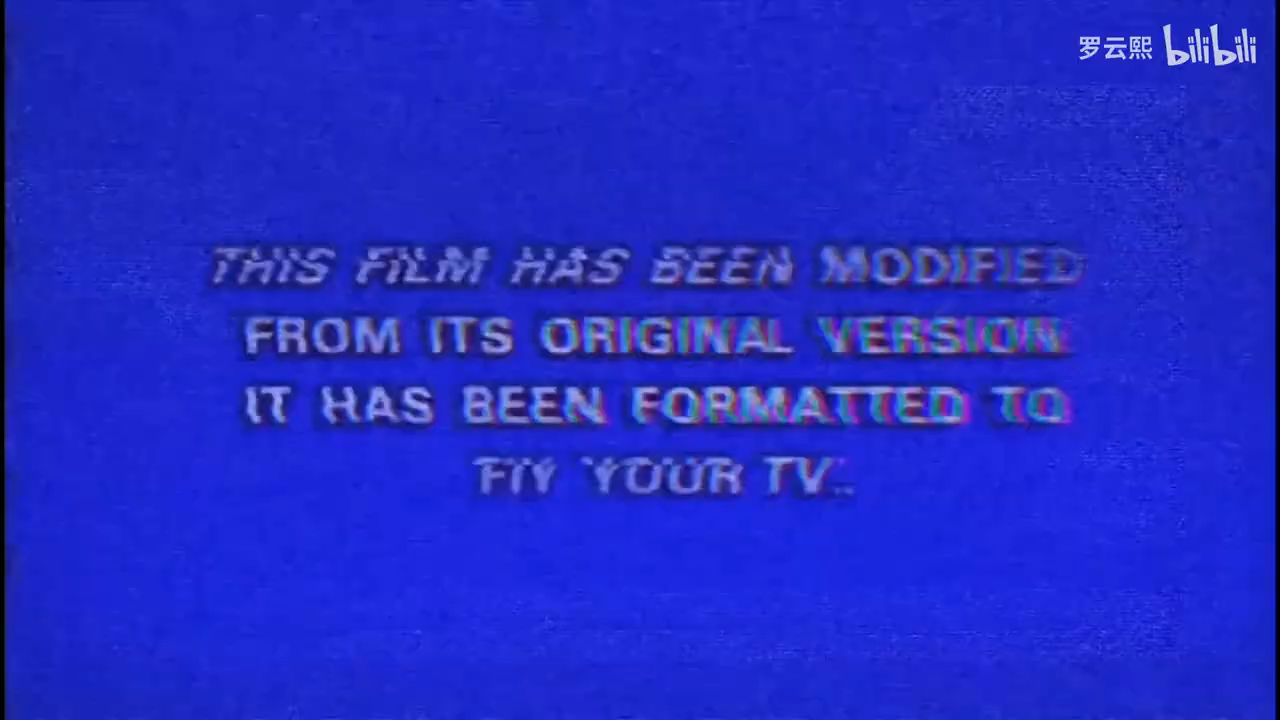 罗云熙 bilibili
THIS FILM HAS BEEN MODIFIED
FROM ITS ORIGINAL VERSION
IT HAS BEEN FORMATTED TO
FIY YOUR TV..